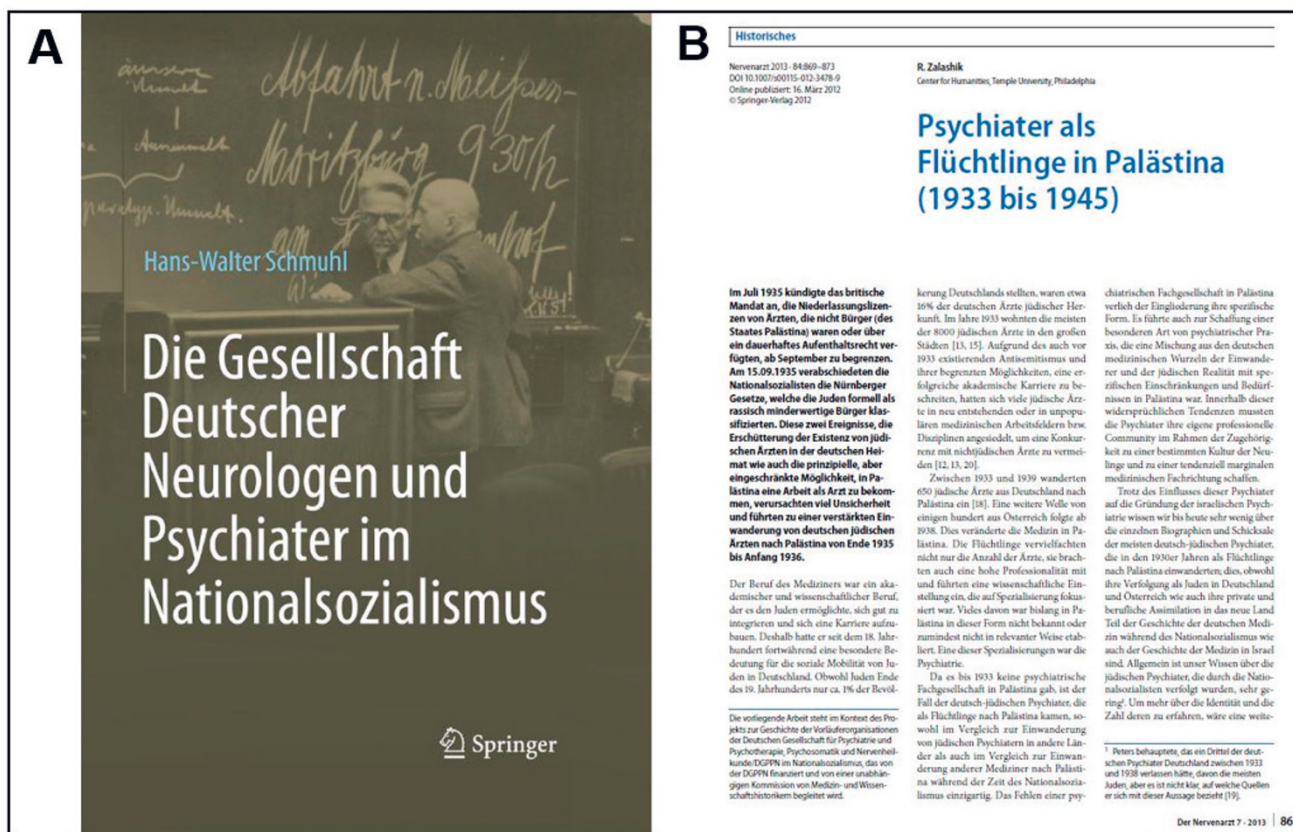 A
äussere
Umwelt
Abfahrt n. Meißen-
Moritzburg 9 30 h
am
hof
Hans-Walter Schmuhl
Die Gesellschaft
Deutscher
Neurologen und
Psychiater im
Nationalsozialismus
Springer
B
Historisches
Nervenarzt 2013 · 84:869–873
DOI 10.1007/s00115-012-3478-9
Online publiziert: 16. März 2012
© Springer-Verlag 2012
R. Zalashik
Center for Humanities, Temple University, Philadelphia
Psychiater als
Flüchtlinge in Palästina
(1933 bis 1945)
Im Juli 1935 kündigte das britische
Mandat an, die Niederlassungslizen-
zen von Ärzten, die nicht Bürger (des
Staates Palästina) waren oder über
ein dauerhaftes Aufenthaltsrecht ver-
fügten, ab September zu begrenzen.
Am 15.09.1935 verabschiedeten die
Nationalsozialisten die Nürnberger
Gesetze, welche die Juden formell als
rassisch minderwertige Bürger klas-
sifizierten. Diese zwei Ereignisse, die
Erschütterung der Existenz von jüdi-
schen Ärzten in der deutschen Hei-
mat wie auch die prinzipielle, aber
eingeschränkte Möglichkeit, in Pa-
lästina eine Arbeit als Arzt zu bekom-
men, verursachten viel Unsicherheit
und führten zu einer verstärkten Ein-
wanderung von deutschen jüdischen
Ärzten nach Palästina von Ende 1935
bis Anfang 1936.
Der Beruf des Mediziners war ein aka-
demischer und wissenschaftlicher Beruf,
der es den Juden ermöglichte, sich gut zu
integrieren und sich eine Karriere aufzu-
bauen. Deshalb hatte er seit dem 18. Jahr-
hundert fortwährend eine besondere Be-
deutung für die soziale Mobilität von Ju-
den in Deutschland. Obwohl Juden Ende
des 19. Jahrhunderts nur ca. 1% der Bevöl-
Die vorliegende Arbeit steht im Kontext des Pro-
jekts zur Geschichte der Vorläuferorganisationen
der Deutschen Gesellschaft für Psychiatrie und
Psychotherapie, Psychosomatik und Nervenheil-
kunde/DGPPN im Nationalsozialismus, das von
der DGPPN finanziert und von einer unabhän-
gigen Kommission von Medizin- und Wissen-
schaftshistorikern begleitet wird.
kerung Deutschlands stellten, waren etwa
16% der deutschen Ärzte jüdischer Her-
kunft. Im Jahre 1933 wohnten die meisten
der 8000 jüdischen Ärzte in den großen
Städten [13, 15]. Aufgrund des auch vor
1933 existierenden Antisemitismus und
ihrer begrenzten Möglichkeiten, eine er-
folgreiche akademische Karriere zu be-
schreiten, hatten sich viele jüdische Ärz-
te in neu entstehenden oder in unpopu-
lären medizinischen Arbeitsfeldern bzw.
Disziplinen angesiedelt, um eine Konkur-
renz mit nichtjüdischen Ärzte zu vermei-
den [12, 13, 20].
Zwischen 1933 und 1939 wanderten
650 jüdische Ärzte aus Deutschland nach
Palästina ein [18]. Eine weitere Welle von
einigen hundert aus Österreich folgte ab
1938. Dies veränderte die Medizin in Pa-
lästina. Die Flüchtlinge vervielfachten
nicht nur die Anzahl der Ärzte, sie brach-
ten auch eine hohe Professionalität mit
und führten eine wissenschaftliche Ein-
stellung ein, die auf Spezialisierung fokus-
siert war. Vieles davon war bislang in Pa-
lästina in dieser Form nicht bekannt oder
zumindest nicht in relevanter Weise etab-
liert. Eine dieser Spezialisierungen war die
Psychiatrie.
Da es bis 1933 keine psychiatrische
Fachgesellschaft in Palästina gab, ist der
Fall der deutsch-jüdischen Psychiater, die
als Flüchtlinge nach Palästina kamen, so-
wohl im Vergleich zur Einwanderung
von jüdischen Psychiatern in andere Län-
der als auch im Vergleich zur Einwan-
derung anderer Mediziner nach Palästi-
na während der Zeit des Nationalsozia-
lismus einzigartig. Das Fehlen einer psy-
chiatrischen Fachgesellschaft in Palästina
verlieh der Eingliederung ihre spezifische
Form. Es führte auch zur Schaffung einer
besonderen Art von psychiatrischer Pra-
xis, die eine Mischung aus den deutschen
medizinischen Wurzeln der Einwande-
rer und der jüdischen Realität mit spe-
zifischen Einschränkungen und Bedürf-
nissen in Palästina war. Innerhalb dieser
widersprüchlichen Tendenzen mussten
die Psychiater ihre eigene professionelle
Community im Rahmen der Zugehörig-
keit zu einer bestimmten Kultur der Neu-
linge und zu einer tendenziell marginalen
medizinischen Fachrichtung schaffen.
Trotz des Einflusses dieser Psychiater
auf die Gründung der israelischen Psych-
iatrie wissen wir bis heute sehr wenig über
die einzelnen Biographien und Schicksale
der meisten deutsch-jüdischen Psychiater,
die in den 1930er Jahren als Flüchtlinge
nach Palästina einwanderten; dies, obwohl
ihre Verfolgung als Juden in Deutschland
und Österreich wie auch ihre private und
berufliche Assimilation in das neue Land
Teil der Geschichte der deutschen Medi-
zin während des Nationalsozialismus wie
auch der Geschichte der Medizin in Israel
sind. Allgemein ist unser Wissen über die
jüdischen Psychiater, die durch die Natio-
nalsozialisten verfolgt wurden, sehr ge-
ring¹. Um mehr über die Identität und die
Zahl deren zu erfahren, wäre eine weite-
¹ Peters behauptete, das ein Drittel der deut-
schen Psychiater Deutschland zwischen 1933
und 1938 verlassen hätte, davon die meisten
Juden, aber es ist nicht klar, auf welche Quellen
er sich mit dieser Aussage bezieht [19].
Der Nervenarzt 7 · 2013 | 86